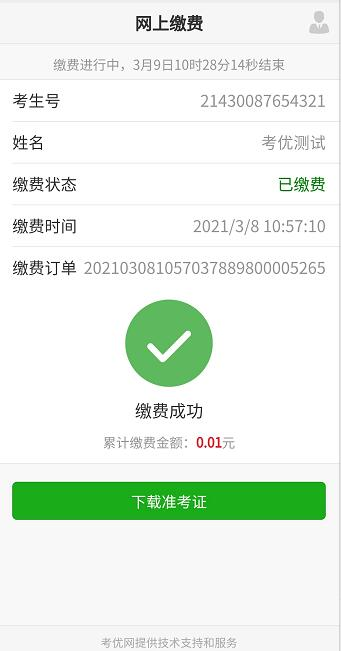 网上缴费
缴费进行中，3月9日10时28分14秒结束
考生号 21430087654321
姓名 考优测试
缴费状态 已缴费
缴费时间 2021/3/8 10:57:10
缴费订单 202103081057037889800005265
缴费成功
累计缴费金额：0.01元
下载准考证
考优网提供技术支持和服务